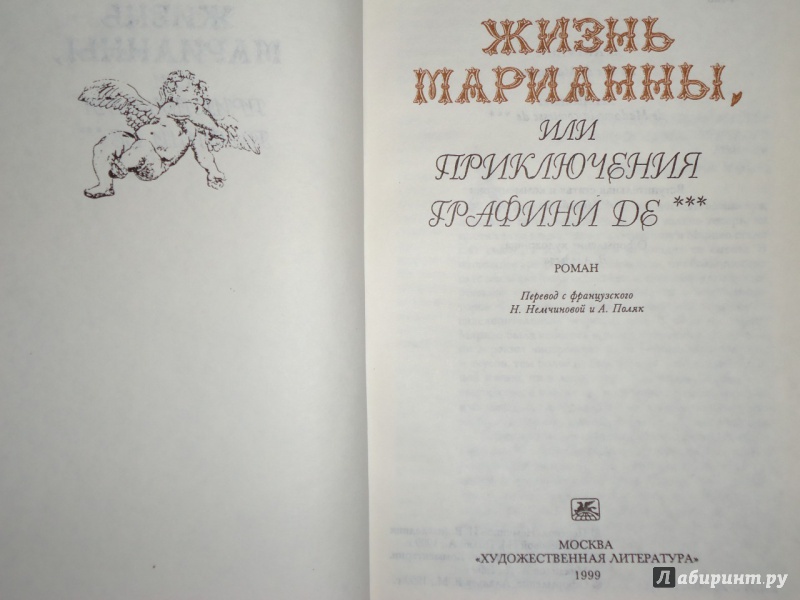 ЖИЗНЬ
МАРИАННЫ,
ИЛИ
ПРИКЛЮЧЕНИЯ
ГРАФИНИ ДЕ ***
РОМАН
Перевод с французского
Н. Немчиновой и А. Поляк
МОСКВА
«ХУДОЖЕСТВЕННАЯ ЛИТЕРАТУРА»
1999
Лабиринт.ру